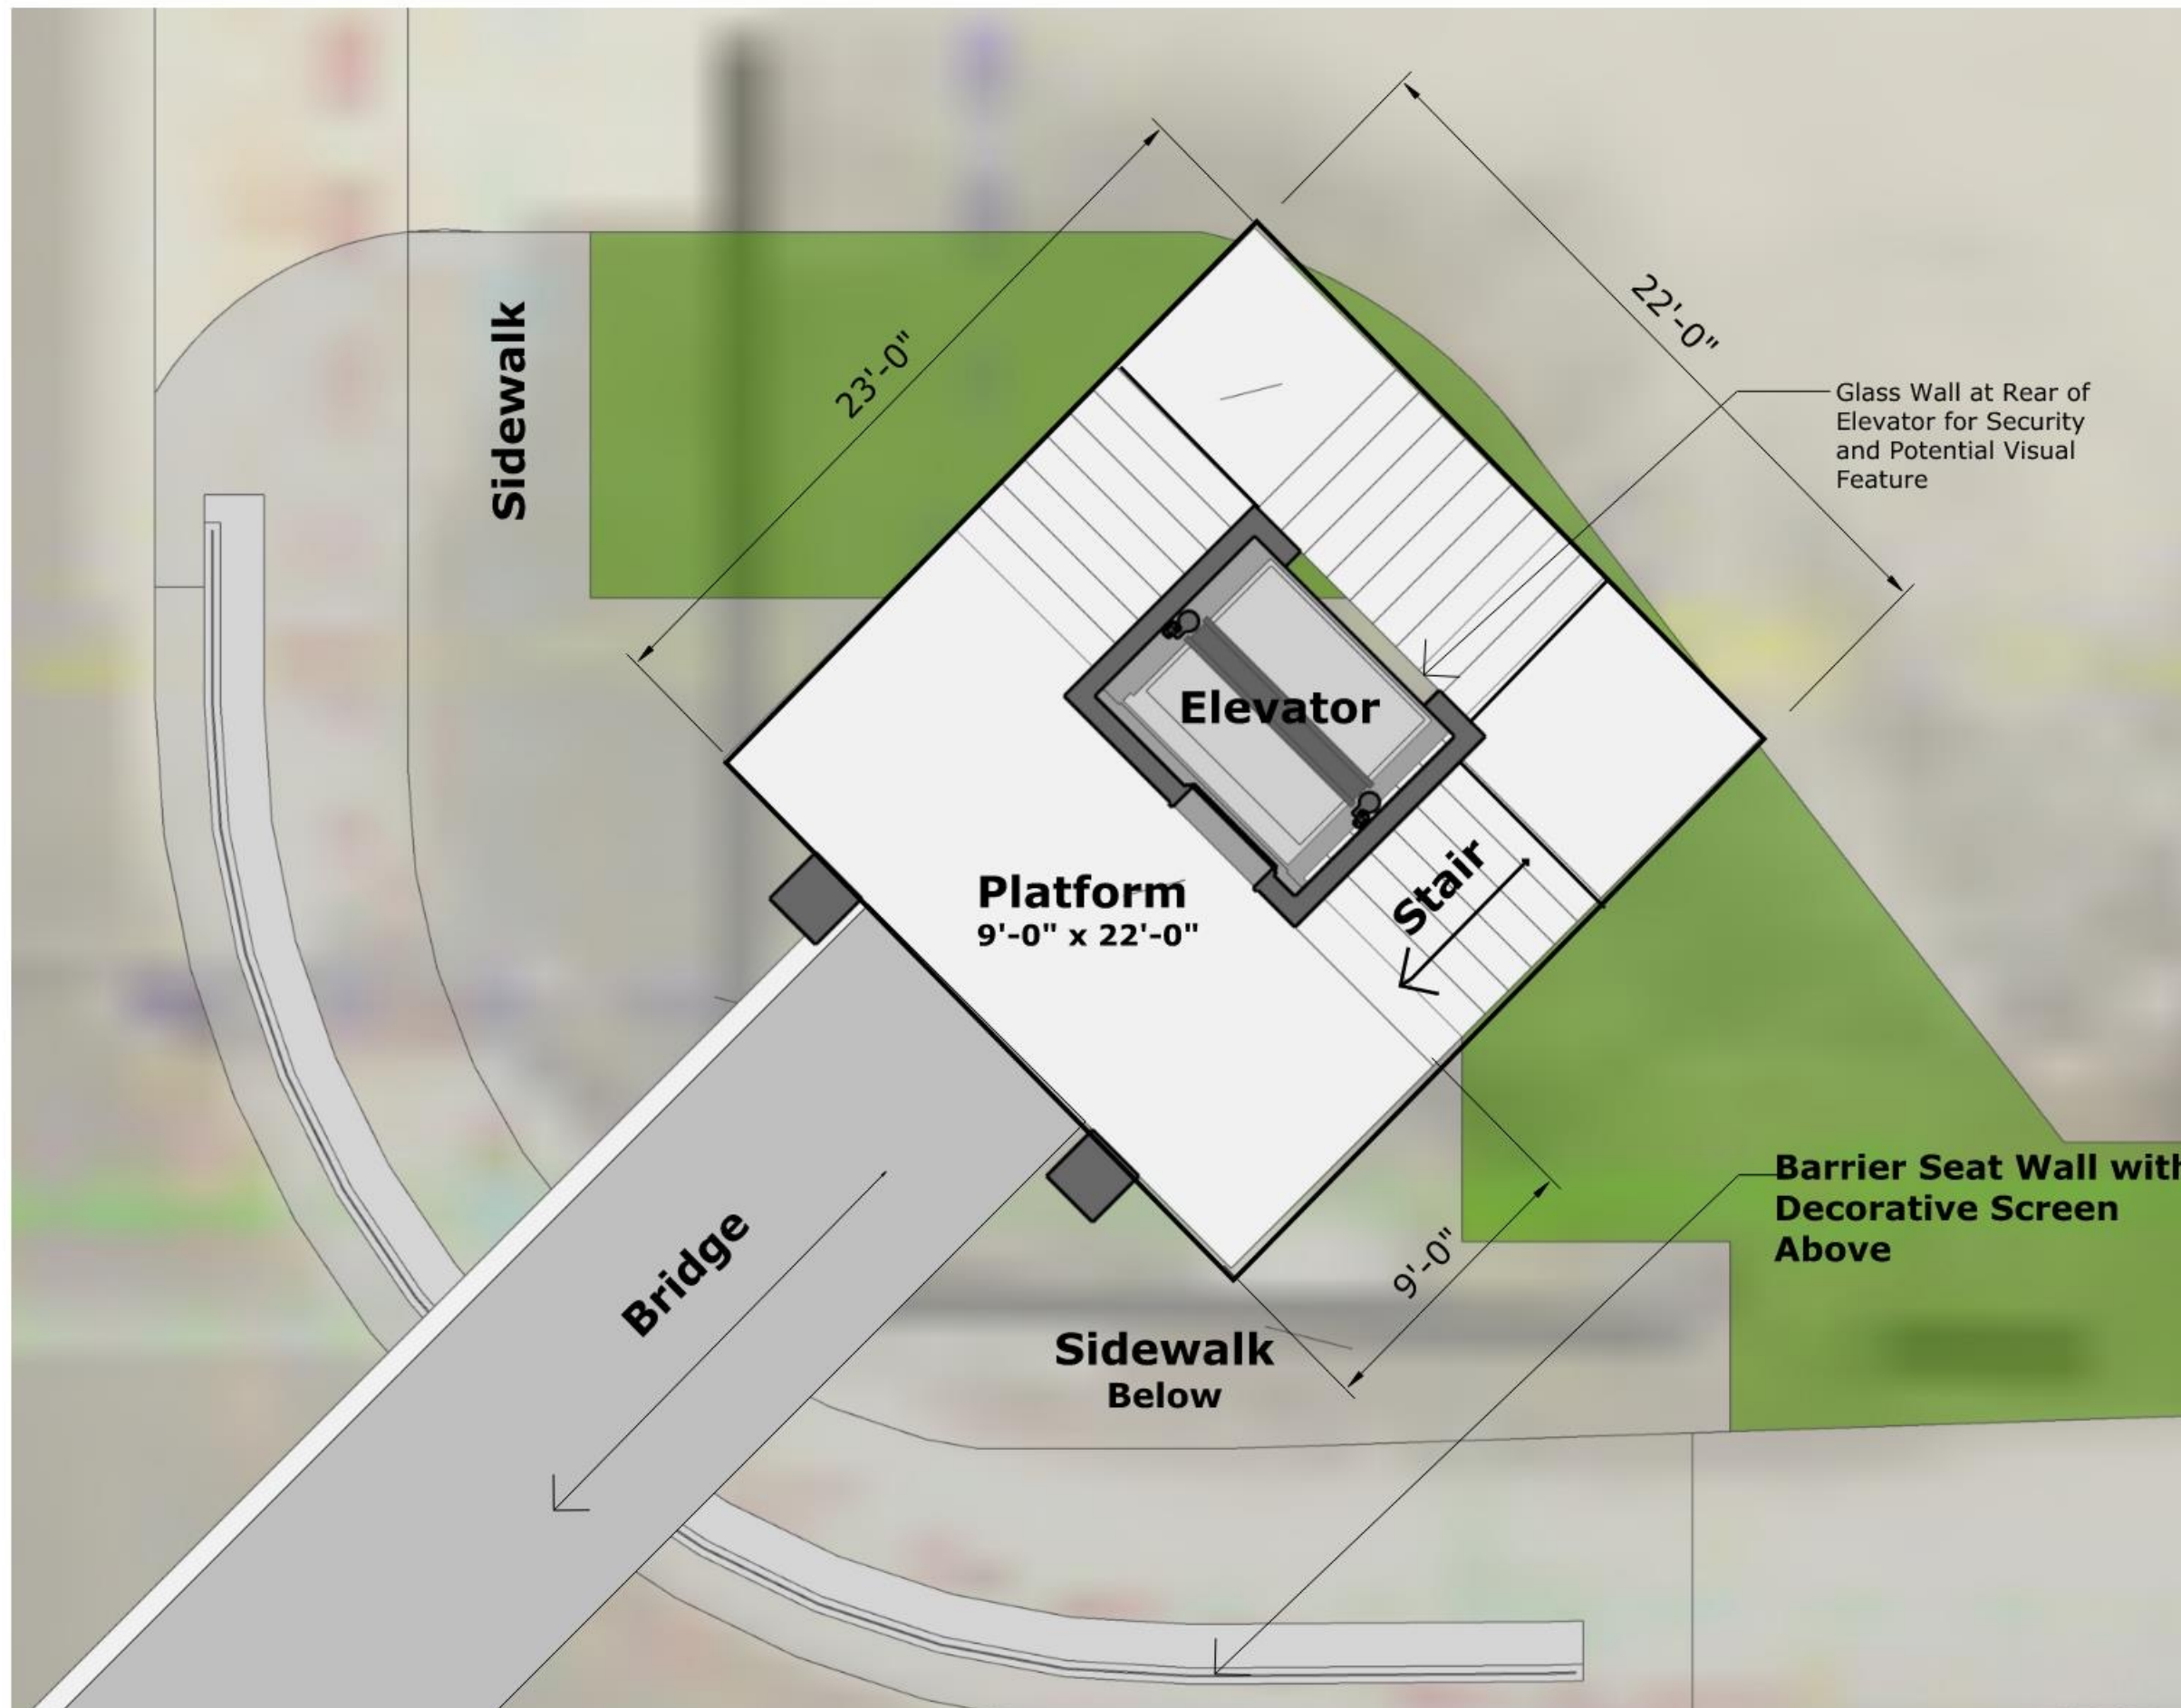 22'-0"
23'-0"
Sidewalk
Glass Wall at Rear of
Elevator for Security
and Potential Visual
Feature
Elevator
Stair
Platform
9'-0" x 22'-0"
Bridge
Barrier Seat Wall with
Decorative Screen
Above
9'-0"
Sidewalk
Below